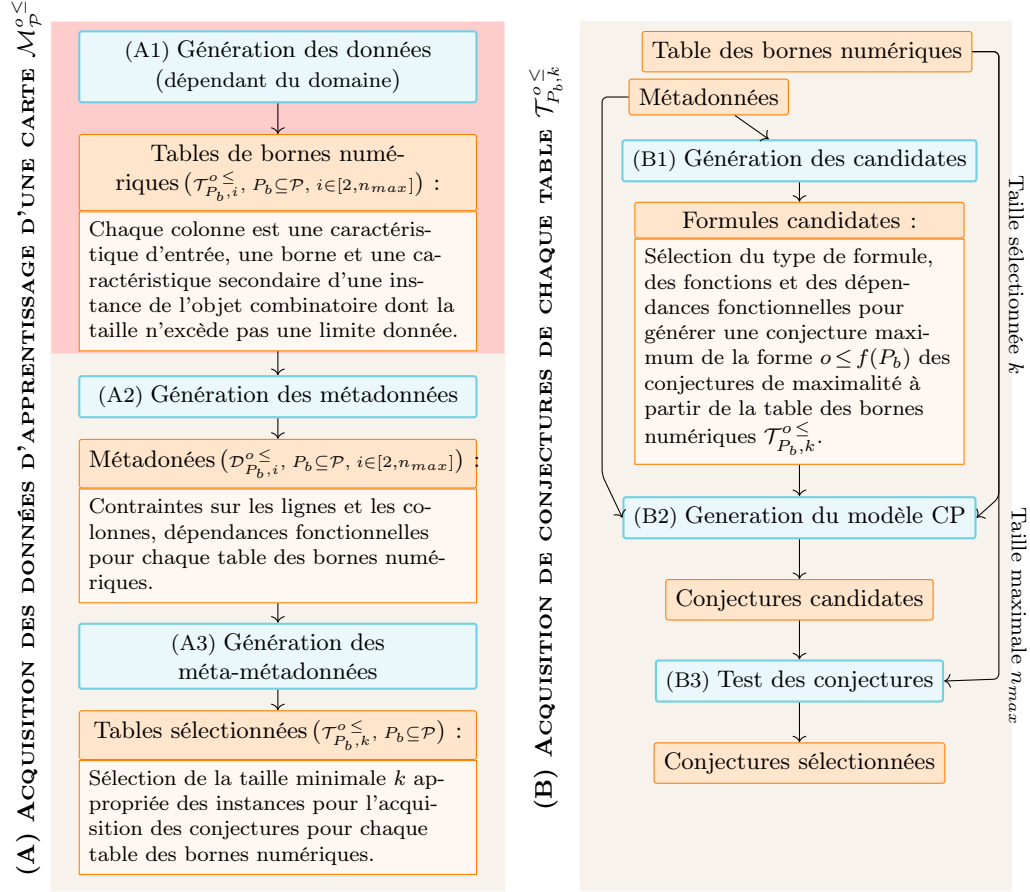 (A) Acquisition des données d'apprentissage d'une carte $\mathcal{M}_{\mathcal{P}}^{o\leq}$
(A1) Génération des données
(dépendant du domaine)
Tables de bornes numé-
riques ($\mathcal{T}_{P_b,i}^{o\leq}$, $P_b \subseteq \mathcal{P}$, $i \in [2, n_{max}]$) :
Chaque colonne est une caractéris-
tique d'entrée, une borne et une ca-
ractéristique secondaire d'une ins-
tance de l'objet combinatoire dont la
taille n'excède pas une limite donnée.
(A2) Génération des métadonnées
Métadonées ($\mathcal{D}_{P_b,i}^{o\leq}$, $P_b \subseteq \mathcal{P}$, $i \in [2, n_{max}]$) :
Contraintes sur les lignes et les co-
lonnes, dépendances fonctionnelles
pour chaque table des bornes numé-
riques.
(A3) Génération des
méta-métadonnées
Tables sélectionnées ($\mathcal{T}_{P_b,k}^{o\leq}$, $P_b \subseteq \mathcal{P}$) :
Sélection de la taille minimale $k$ ap-
propriée des instances pour l'acqui-
sition des conjectures pour chaque
table des bornes numériques.
(B) Acquisition de conjectures de chaque table $\mathcal{T}_{P_b,k}^{o\leq}$
Table des bornes numériques
Métadonnées
(B1) Génération des candidates
Formules candidates :
Sélection du type de formule,
des fonctions et des dépen-
dances fonctionnelles pour
générer une conjecture maxi-
mum de la forme $o \leq f(P_b)$ des
conjectures de maximalité à
partir de la table des bornes
numériques $\mathcal{T}_{P_b,k}^{o\leq}$.
(B2) Generation du modèle CP
Conjectures candidates
(B3) Test des conjectures
Conjectures sélectionnées
Taille sélectionnée $k$
Taille maximale $n_{max}$